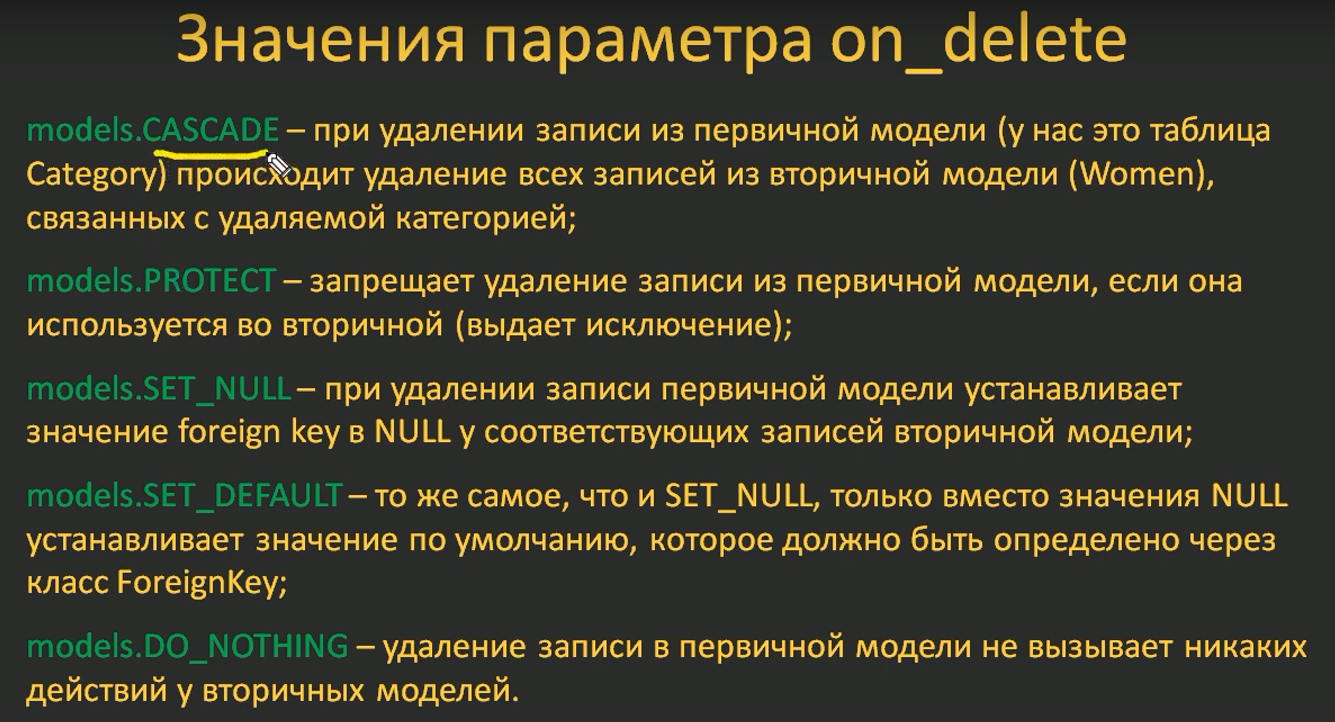 Значения параметра on_delete
models.CASCADE – при удалении записи из первичной модели (у нас это таблица
Category) происходит удаление всех записей из вторичной модели (Women),
связанных с удаляемой категорией;
models.PROTECT – запрещает удаление записи из первичной модели, если она
используется во вторичной (выдает исключение);
models.SET_NULL – при удалении записи первичной модели устанавливает
значение foreign key в NULL у соответствующих записей вторичной модели;
models.SET_DEFAULT – то же самое, что и SET_NULL, только вместо значения NULL
устанавливает значение по умолчанию, которое должно быть определено через
класс ForeignKey;
models.DO_NOTHING – удаление записи в первичной модели не вызывает никаких
действий у вторичных моделей.